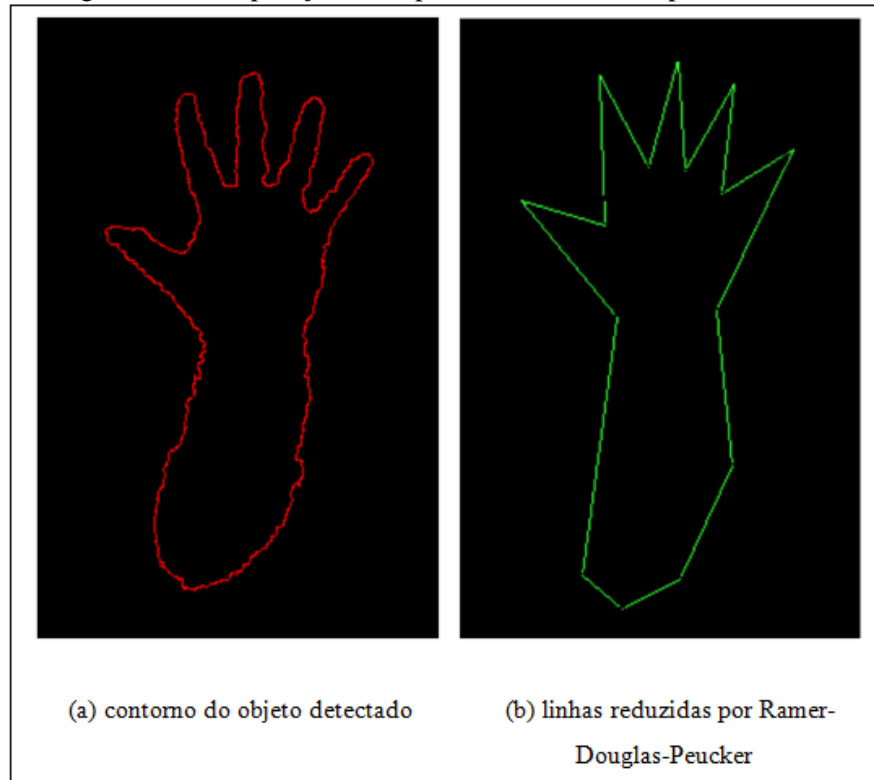 (a) contorno do objeto detectado
(b) linhas reduzidas por Ramer-
Douglas-Peucker